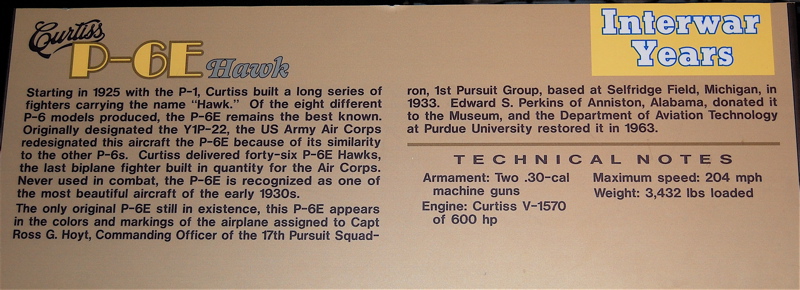 Curtiss
P-6E Hawk
Interwar
Years
Starting in 1925 with the P-1, Curtiss built a long series of
fighters carrying the name "Hawk." Of the eight different
P-6 models produced, the P-6E remains the best known.
Originally designated the Y1P-22, the US Army Air Corps
redesignated this aircraft the P-6E because of its similarity
to the other P-6s. Curtiss delivered forty-six P-6E Hawks,
the last biplane fighter built in quantity for the Air Corps.
Never used in combat, the P-6E is recognized as one of
the most beautiful aircraft of the early 1930s.
The only original P-6E still in existence, this P-6E appears
in the colors and markings of the airplane assigned to Capt
Ross G. Hoyt, Commanding Officer of the 17th Pursuit Squad-
ron, 1st Pursuit Group, based at Selfridge Field, Michigan, in
1933. Edward S. Perkins of Anniston, Alabama, donated it
to the Museum, and the Department of Aviation Technology
at Purdue University restored it in 1963.
TECHNICAL NOTES
Armament: Two .30-cal
machine guns
Engine: Curtiss V-1570
of 600 hp
Maximum speed: 204 mph
Weight: 3,432 lbs loaded